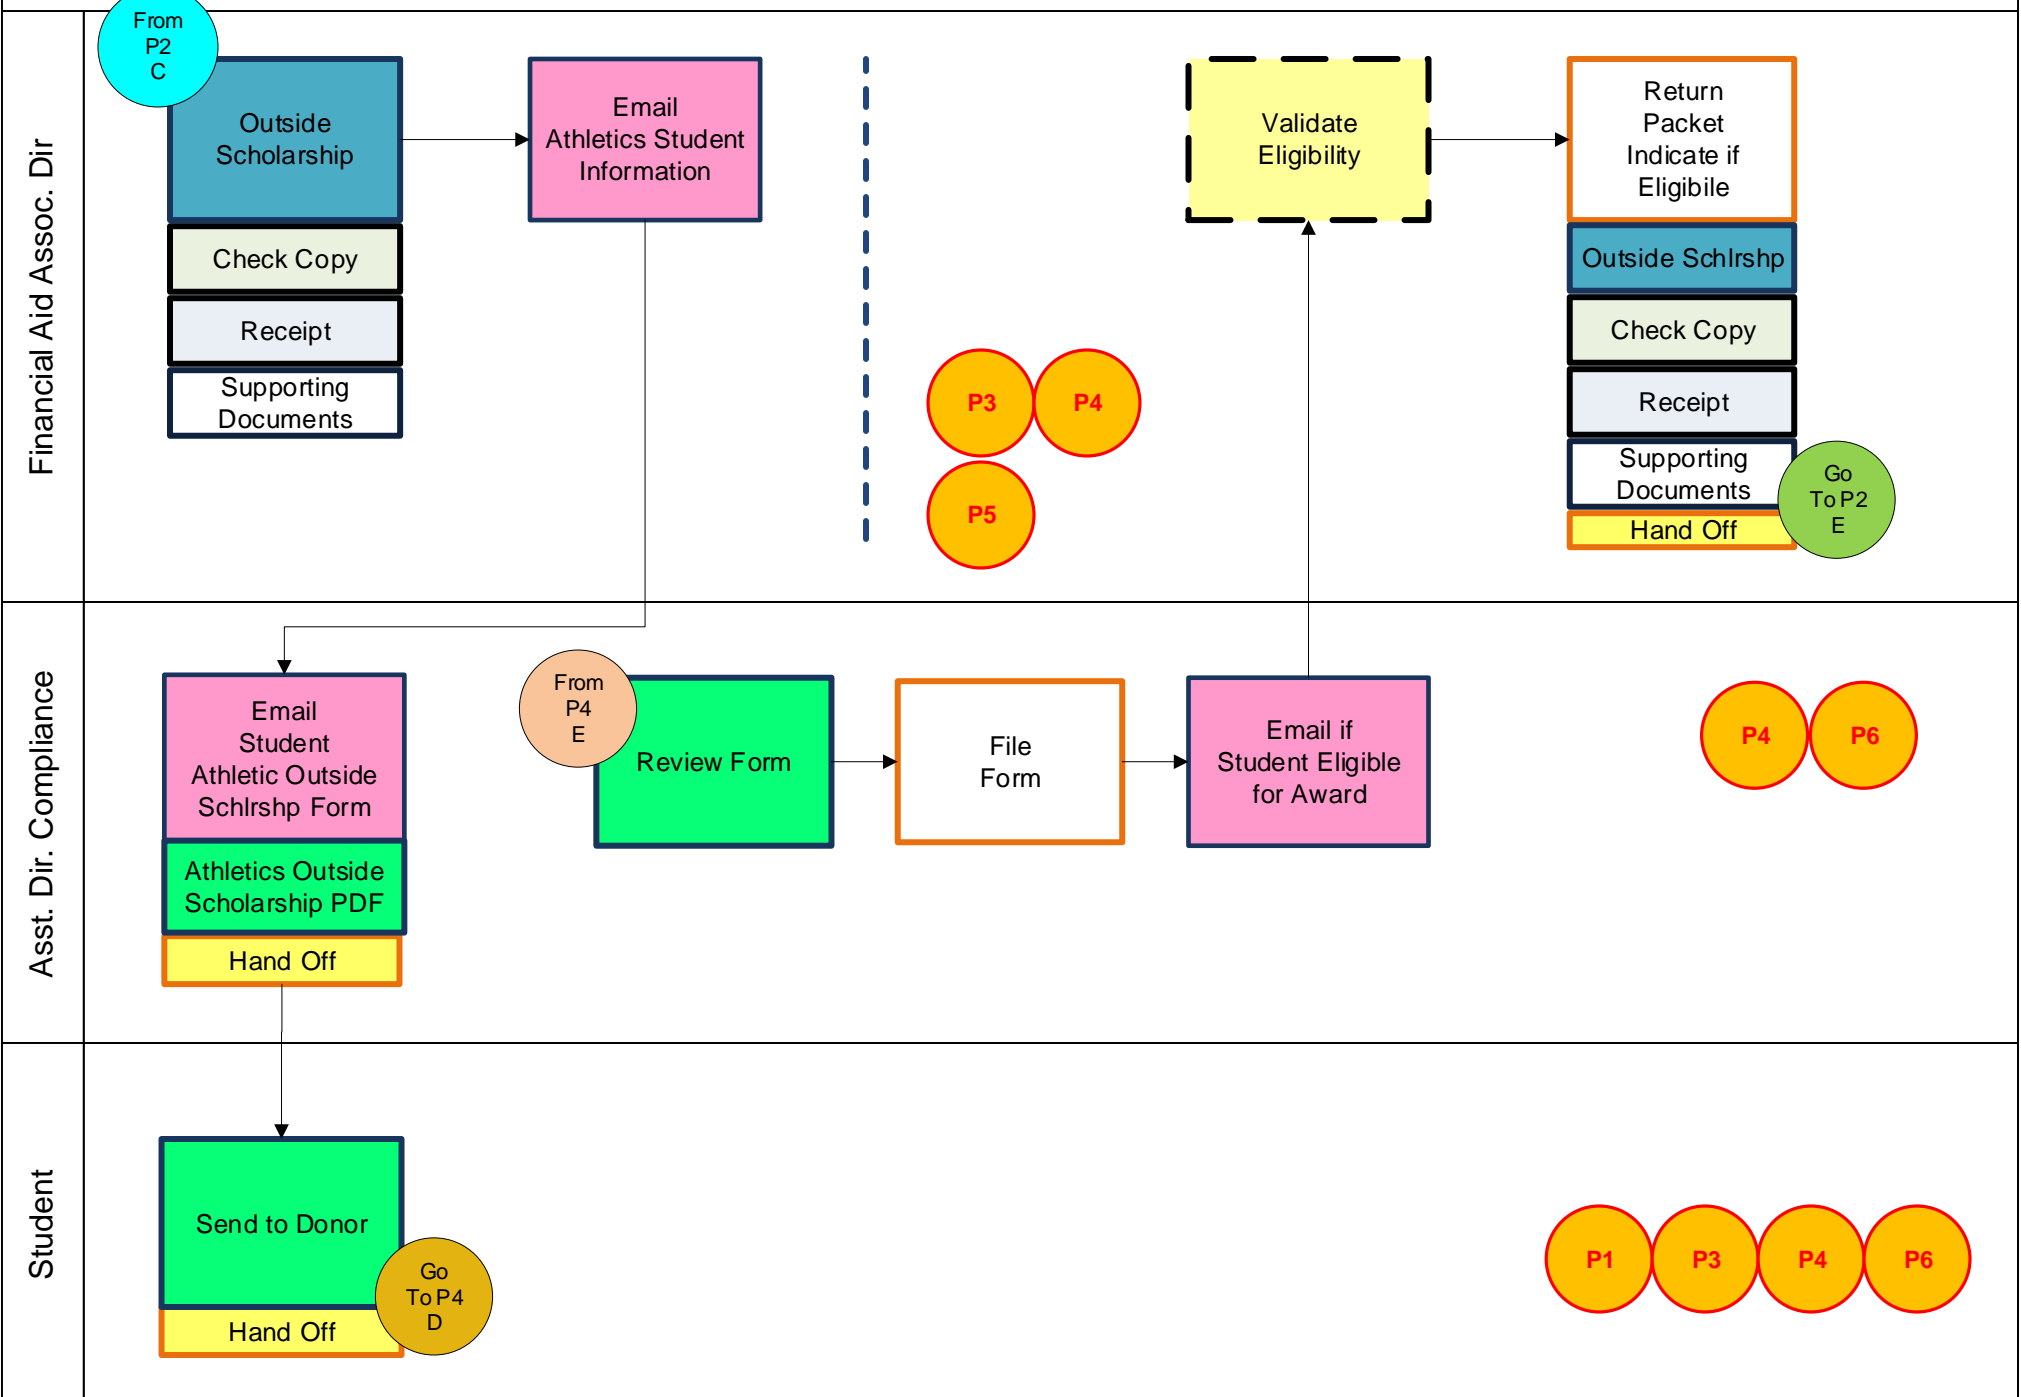 Financial Aid Assoc. Dir
From
P2
C
Outside
Scholarship
Check Copy
Receipt
Supporting
Documents
Email
Athletics Student
Information
P3
P4
P5
Validate
Eligibility
Return
Packet
Indicate if
Eligibile
Outside Schlrshp
Check Copy
Receipt
Supporting
Documents
Hand Off
Go
To P2
E
Asst. Dir. Compliance
Email
Student
Athletic Outside
Schlrshp Form
Athletics Outside
Scholarship PDF
Hand Off
From
P4
E
Review Form
File
Form
Email if
Student Eligible
for Award
P4
P6
Student
Send to Donor
Hand Off
Go
To P4
D
P1
P3
P4
P6